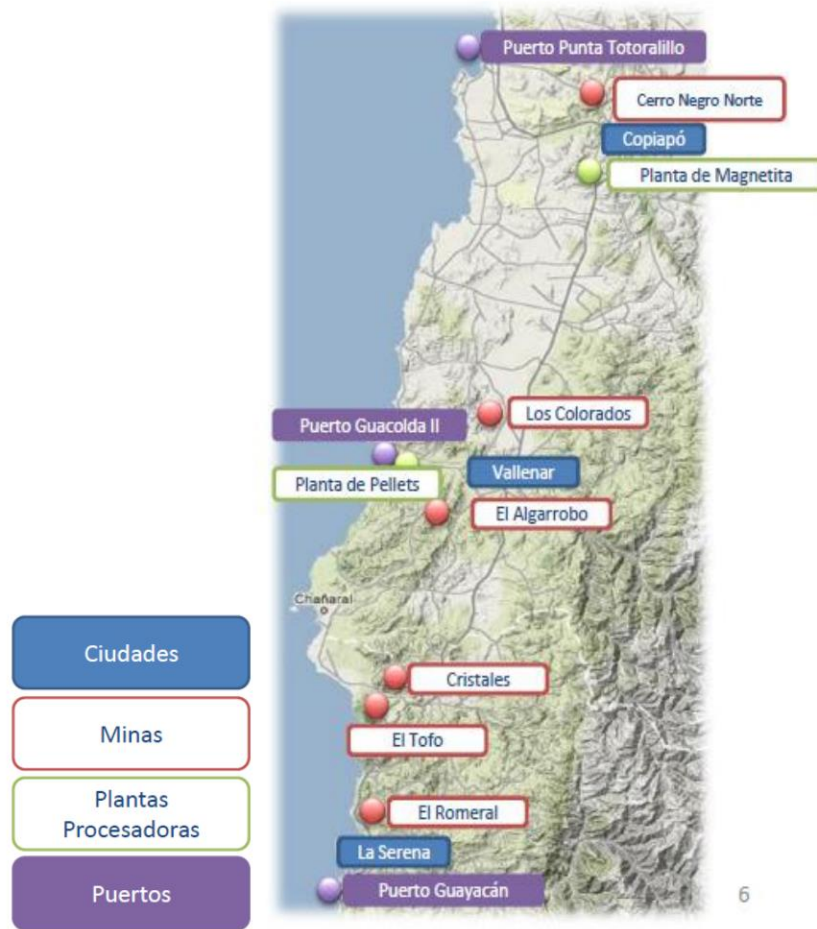 Puerto Punta Totoralillo
Cerro Negro Norte
Copiapó
Planta de Magnetita
Los Colorados
Puerto Guacolda II
Vallenar
Planta de Pellets
El Algarrobo
Chañaral
Cristales
El Tofo
El Romeral
La Serena
Puerto Guayacán
Ciudades
Minas
Plantas
Procesadoras
Puertos
6